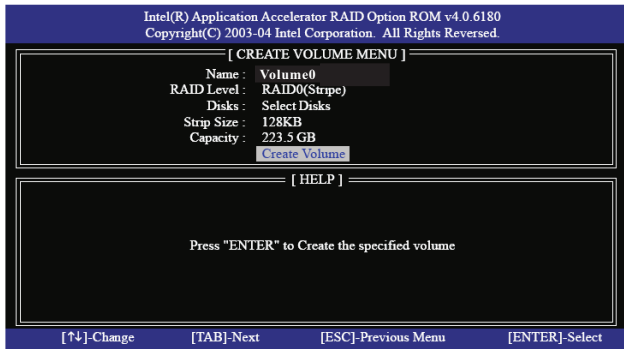 Intel(R) Application Accelerator RAID Option ROM v4.0.6180
Copyright(C) 2003-04 Intel Corporation. All Rights Reversed.
[ CREATE VOLUME MENU ]
Name : Volume0
RAID Level : RAID0(Stripe)
Disks : Select Disks
Strip Size : 128KB
Capacity : 223.5 GB
Create Volume
[ HELP ]
Press "ENTER" to Create the specified volume
[↑↓]-Change [TAB]-Next [ESC]-Previous Menu [ENTER]-Select